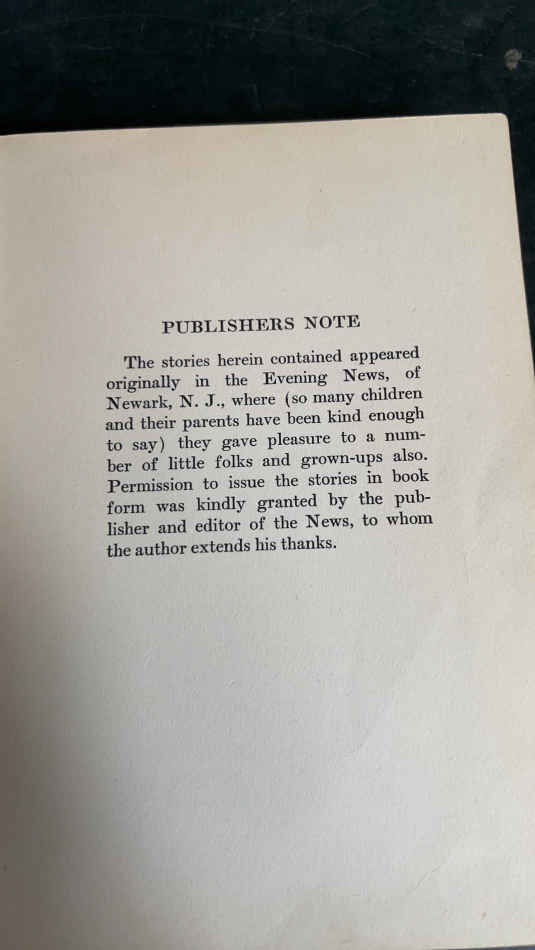 PUBLISHERS NOTE
The stories herein contained appeared
originally in the Evening News, of
Newark, N. J., where (so many children
and their parents have been kind enough
to say) they gave pleasure to a num-
ber of little folks and grown-ups also.
Permission to issue the stories in book
form was kindly granted by the pub-
lisher and editor of the News, to whom
the author extends his thanks.